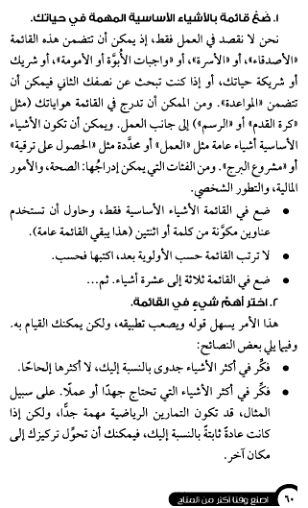 ١. ضَعْ قائمة بالأشياء الأساسية المهمة في حياتك.
نحن لا نقصد في العمل فقط، إذ يمكن أن تتضمن هذه القائمة
«الأصدقاء»، أو «الأسرة»، أو «واجبات الأُبوَّة أو الأمومة»، أو شريك
أو شريكة حياتك، أو إذا كنت تبحث عن نصفك الثاني فيمكن أن
تتضمن «المواعدة». ومن الممكن أن تدرج في القائمة هواياتك (مثل
«كرة القدم» أو «الرسم») إلى جانب العمل. ويمكن أن تكون الأشياء
الأساسية أشياء عامة مثل «العمل» أو محدَّدة مثل «الحصول على ترقية»
أو «مشروع البرج». ومن الفئات التي يمكن إدراجُها: الصحة، والأمور
المالية، والتطور الشخصي.
• ضع في القائمة الأشياء الأساسية فقط، وحاول أن تستخدم
عناوين مكوَّنة من كلمة أو اثنتين (هذا يبقي القائمة عامة).
• لا ترتب القائمة حسب الأولوية بعد، اكتبها فحسب.
• ضع في القائمة ثلاثة إلى عشرة أشياء. ثم...
٢. اختر أهمَّ شيءٍ في القائمة.
هذا الأمر يسهل قوله ويصعب تطبيقه، ولكن يمكنك القيام به.
وفيما يلي بعض النصائح:
• فكِّر في أكثر الأشياء جدوى بالنسبة إليك، لا أكثرها إلحاحًا.
• فكِّر في أكثر الأشياء التي تحتاج جهدًا أو عملًا. على سبيل
المثال، قد تكون التمارين الرياضية مهمة جدًّا، ولكن إذا
كانت عادةً ثابتةً بالنسبة إليك، فيمكنك أن تحوِّل تركيزك إلى
مكان آخر.
٦٠ اصنع وقتا أكثر من المتاح